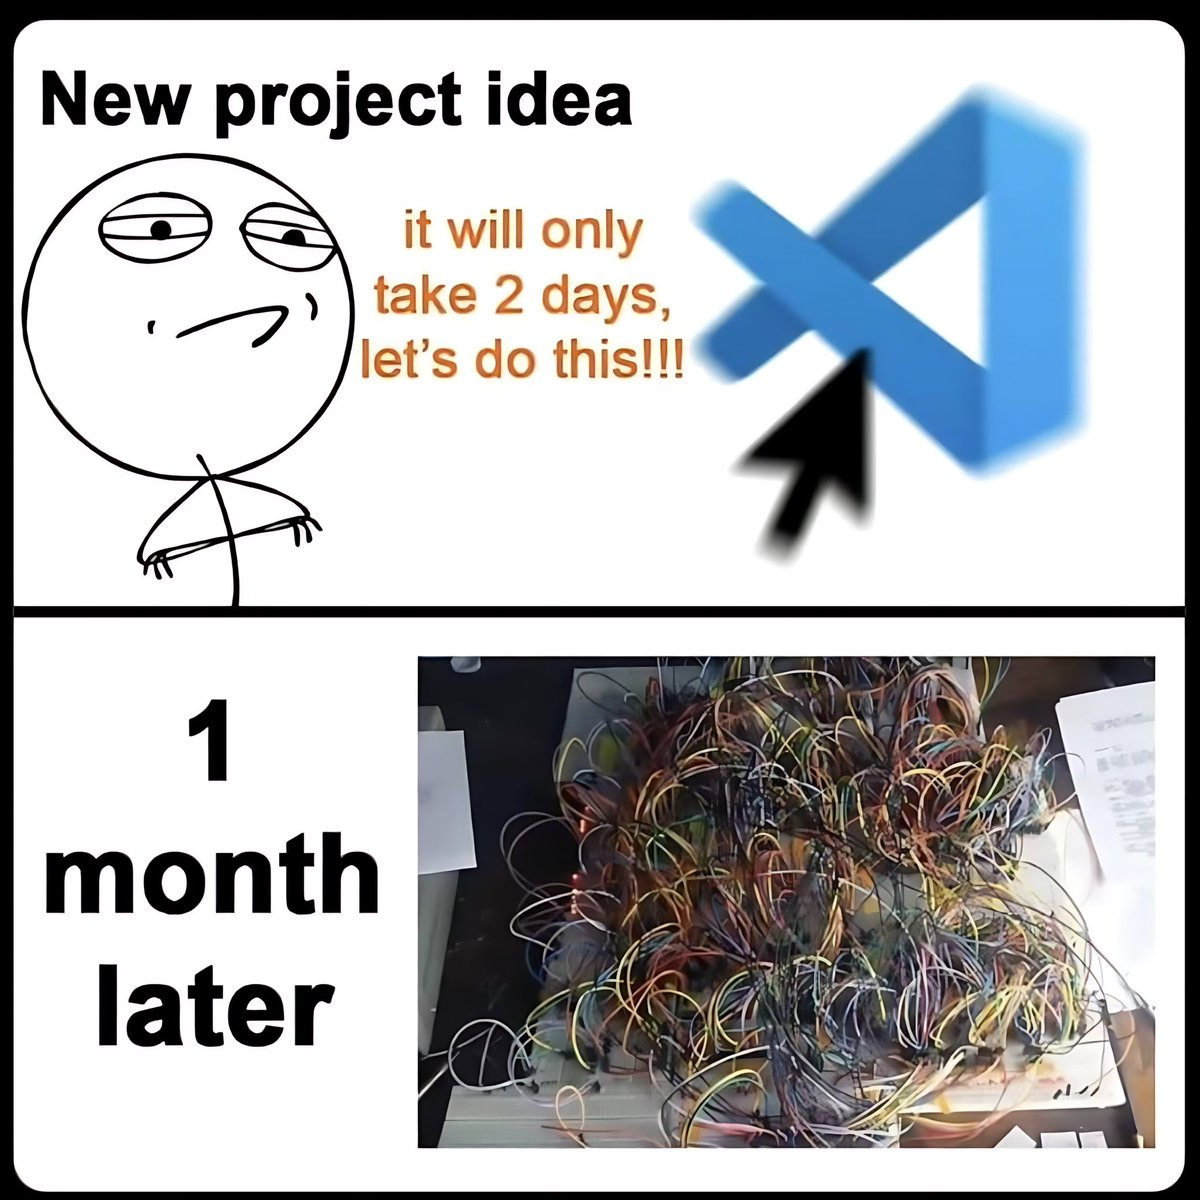 New project idea
it will only
take 2 days,
let’s do this!!!
1
month
later